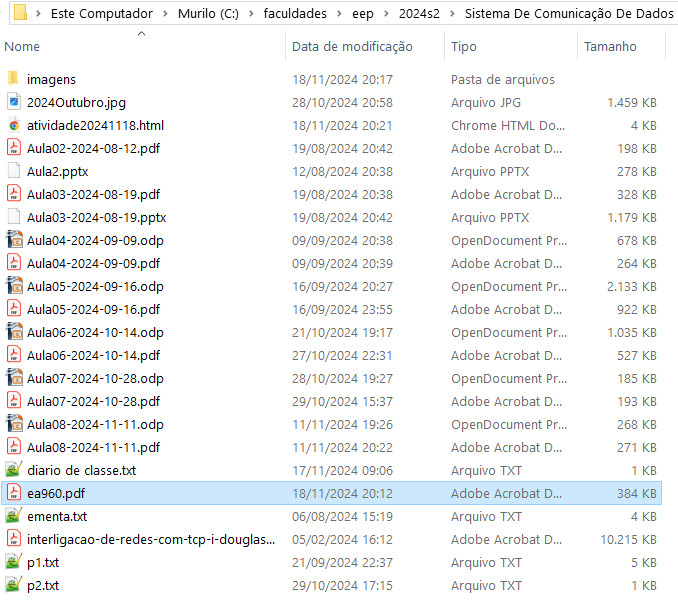 Este Computador > Murilo (C:) > faculdades > eep > 2024s2 > Sistema De Comunicação De Dados
Nome Data de modificação Tipo Tamanho
imagens 18/11/2024 20:17 Pasta de arquivos
2024Outubro.jpg 28/10/2024 20:58 Arquivo JPG 1.459 KB
atividade20241118.html 18/11/2024 20:21 Chrome HTML Do... 4 KB
Aula02-2024-08-12.pdf 19/08/2024 20:42 Adobe Acrobat D... 198 KB
Aula2.pptx 12/08/2024 20:38 Arquivo PPTX 278 KB
Aula03-2024-08-19.pdf 19/08/2024 20:38 Adobe Acrobat D... 328 KB
Aula03-2024-08-19.pptx 19/08/2024 20:42 Arquivo PPTX 1.179 KB
Aula04-2024-09-09.odp 09/09/2024 20:38 OpenDocument Pr... 678 KB
Aula04-2024-09-09.pdf 09/09/2024 20:39 Adobe Acrobat D... 264 KB
Aula05-2024-09-16.odp 16/09/2024 20:27 OpenDocument Pr... 2.133 KB
Aula05-2024-09-16.pdf 16/09/2024 23:55 Adobe Acrobat D... 922 KB
Aula06-2024-10-14.odp 21/10/2024 19:17 OpenDocument Pr... 1.035 KB
Aula06-2024-10-14.pdf 27/10/2024 22:31 Adobe Acrobat D... 527 KB
Aula07-2024-10-28.odp 28/10/2024 19:27 OpenDocument Pr... 185 KB
Aula07-2024-10-28.pdf 29/10/2024 15:37 Adobe Acrobat D... 193 KB
Aula08-2024-11-11.odp 11/11/2024 19:26 OpenDocument Pr... 268 KB
Aula08-2024-11-11.pdf 11/11/2024 20:22 Adobe Acrobat D... 271 KB
diario de classe.txt 17/11/2024 09:06 Arquivo TXT 1 KB
ea960.pdf 18/11/2024 20:12 Adobe Acrobat D... 384 KB
ementa.txt 06/08/2024 15:19 Arquivo TXT 4 KB
interligacao-de-redes-com-tcp-i-douglas... 05/02/2024 16:12 Adobe Acrobat D... 10.215 KB
p1.txt 21/09/2024 22:37 Arquivo TXT 5 KB
p2.txt 29/10/2024 17:15 Arquivo TXT 8 KB